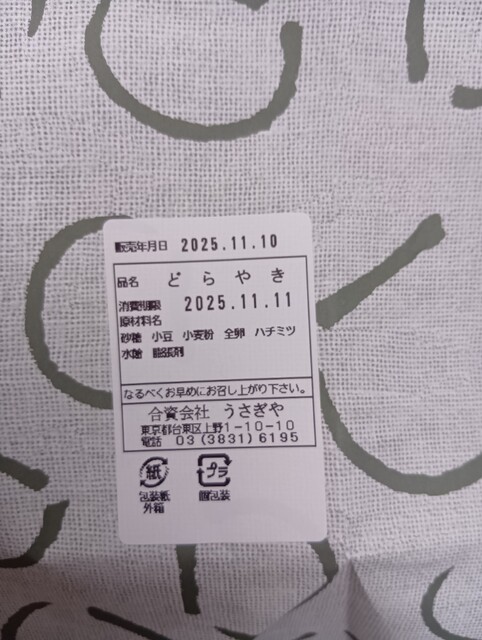 販売年月日 2025.11.10
品名 どらやき
消費期限 2025.11.11
原材料名
砂糖 小豆 小麦粉 全卵 ハチミツ
水飴 膨張剤
なるべくお早めにお召し上がり下さい。
合資会社 うさぎや
東京都台東区上野1-10-10
電話 03(3831)6195
紙 プラ
包装紙 個包装
外箱